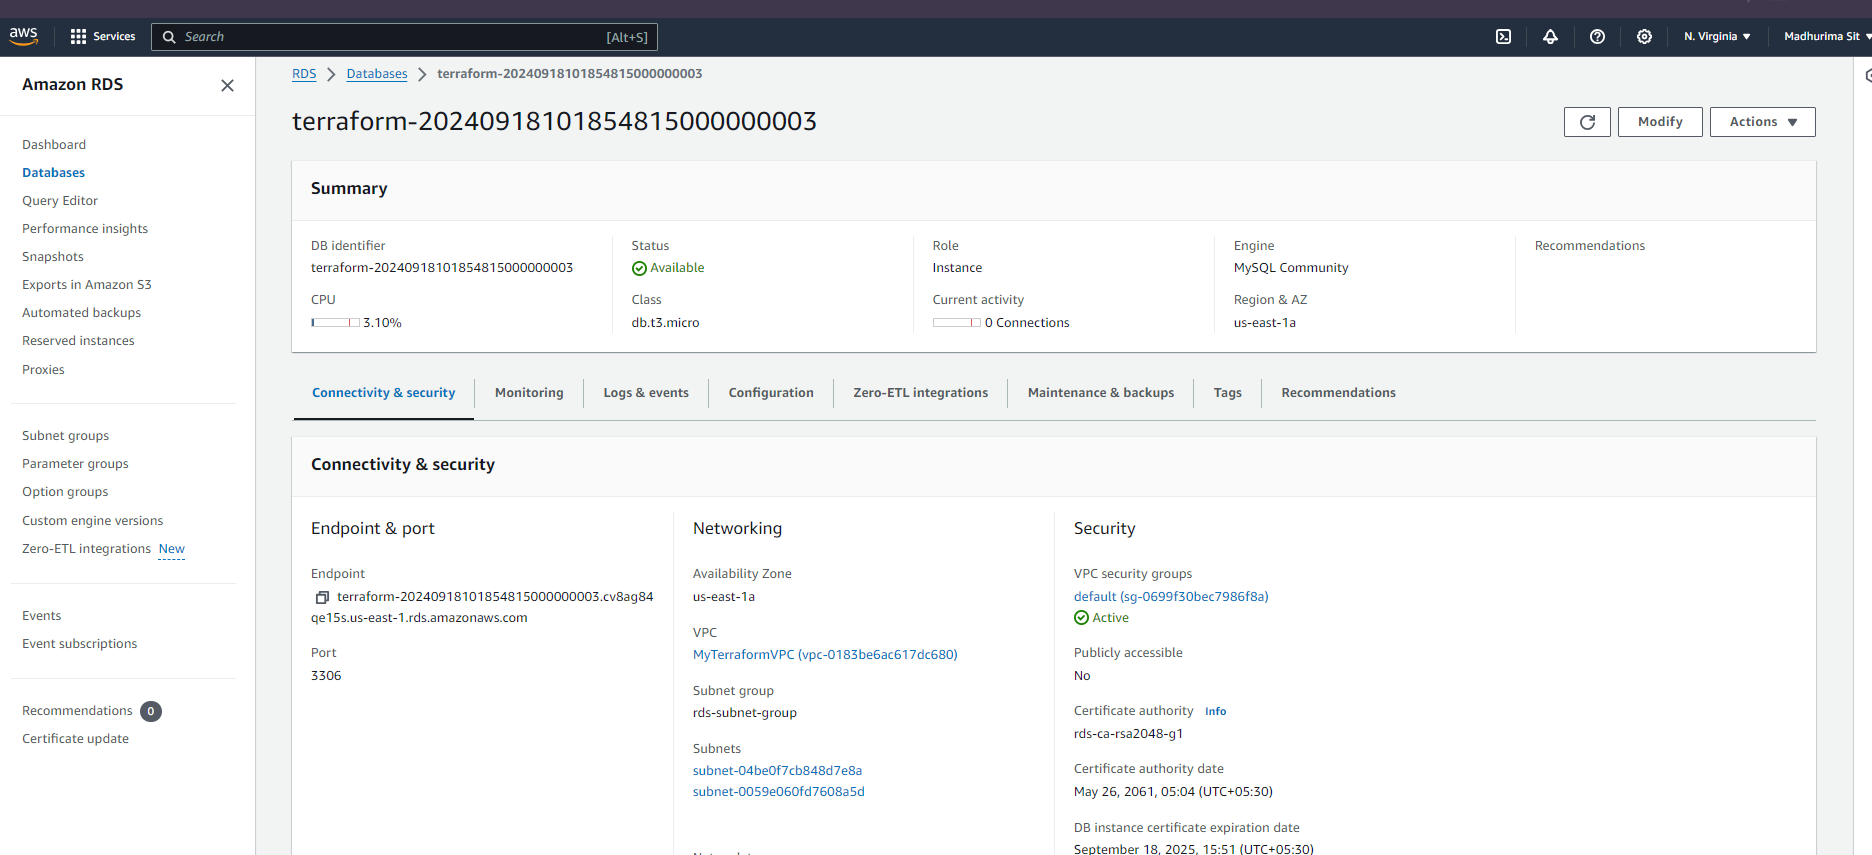 aws
Services
Search
[Alt+S]
N. Virginia
Madhurima Sit
Amazon RDS
Dashboard
Databases
Query Editor
Performance insights
Snapshots
Exports in Amazon S3
Automated backups
Reserved instances
Proxies
Subnet groups
Parameter groups
Option groups
Custom engine versions
Zero-ETL integrations New
Events
Event subscriptions
Recommendations 0
Certificate update
RDS > Databases > terraform-20240918101854815000000003
terraform-20240918101854815000000003
Modify
Actions
Summary
DB identifier
terraform-20240918101854815000000003
CPU
3.10%
Status
Available
Class
db.t3.micro
Role
Instance
Current activity
0 Connections
Engine
MySQL Community
Region & AZ
us-east-1a
Recommendations
Connectivity & security
Monitoring
Logs & events
Configuration
Zero-ETL integrations
Maintenance & backups
Tags
Recommendations
Connectivity & security
Endpoint & port
Endpoint
terraform-20240918101854815000000003.cv8ag84
qe15s.us-east-1.rds.amazonaws.com
Port
3306
Networking
Availability Zone
us-east-1a
VPC
MyTerraformVPC (vpc-0183be6ac617dc680)
Subnet group
rds-subnet-group
Subnets
subnet-04be0f7cb848d7e8a
subnet-0059e060fd7608a5d
Security
VPC security groups
default (sg-0699f30bec7986f8a)
Active
Publicly accessible
No
Certificate authority Info
rds-ca-rsa2048-g1
Certificate authority date
May 26, 2061, 05:04 (UTC+05:30)
DB instance certificate expiration date
September 18, 2025, 15:51 (UTC+05:30)